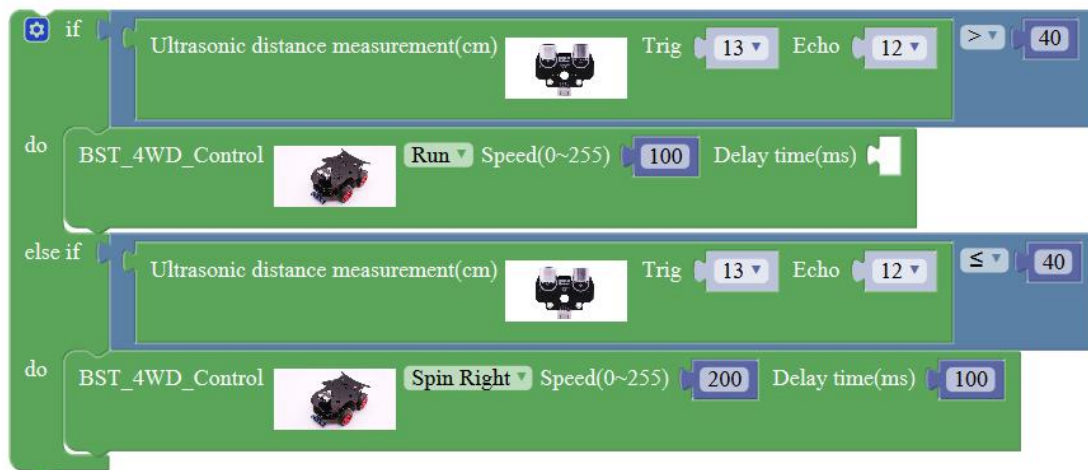 if Ultrasonic distance measurement(cm) Trig 13 Echo 12 > 40
do BST_4WD_Control Run Speed(0~255) 100 Delay time(ms)
else if Ultrasonic distance measurement(cm) Trig 13 Echo 12 ≤ 40
do BST_4WD_Control Spin Right Speed(0~255) 200 Delay time(ms) 100